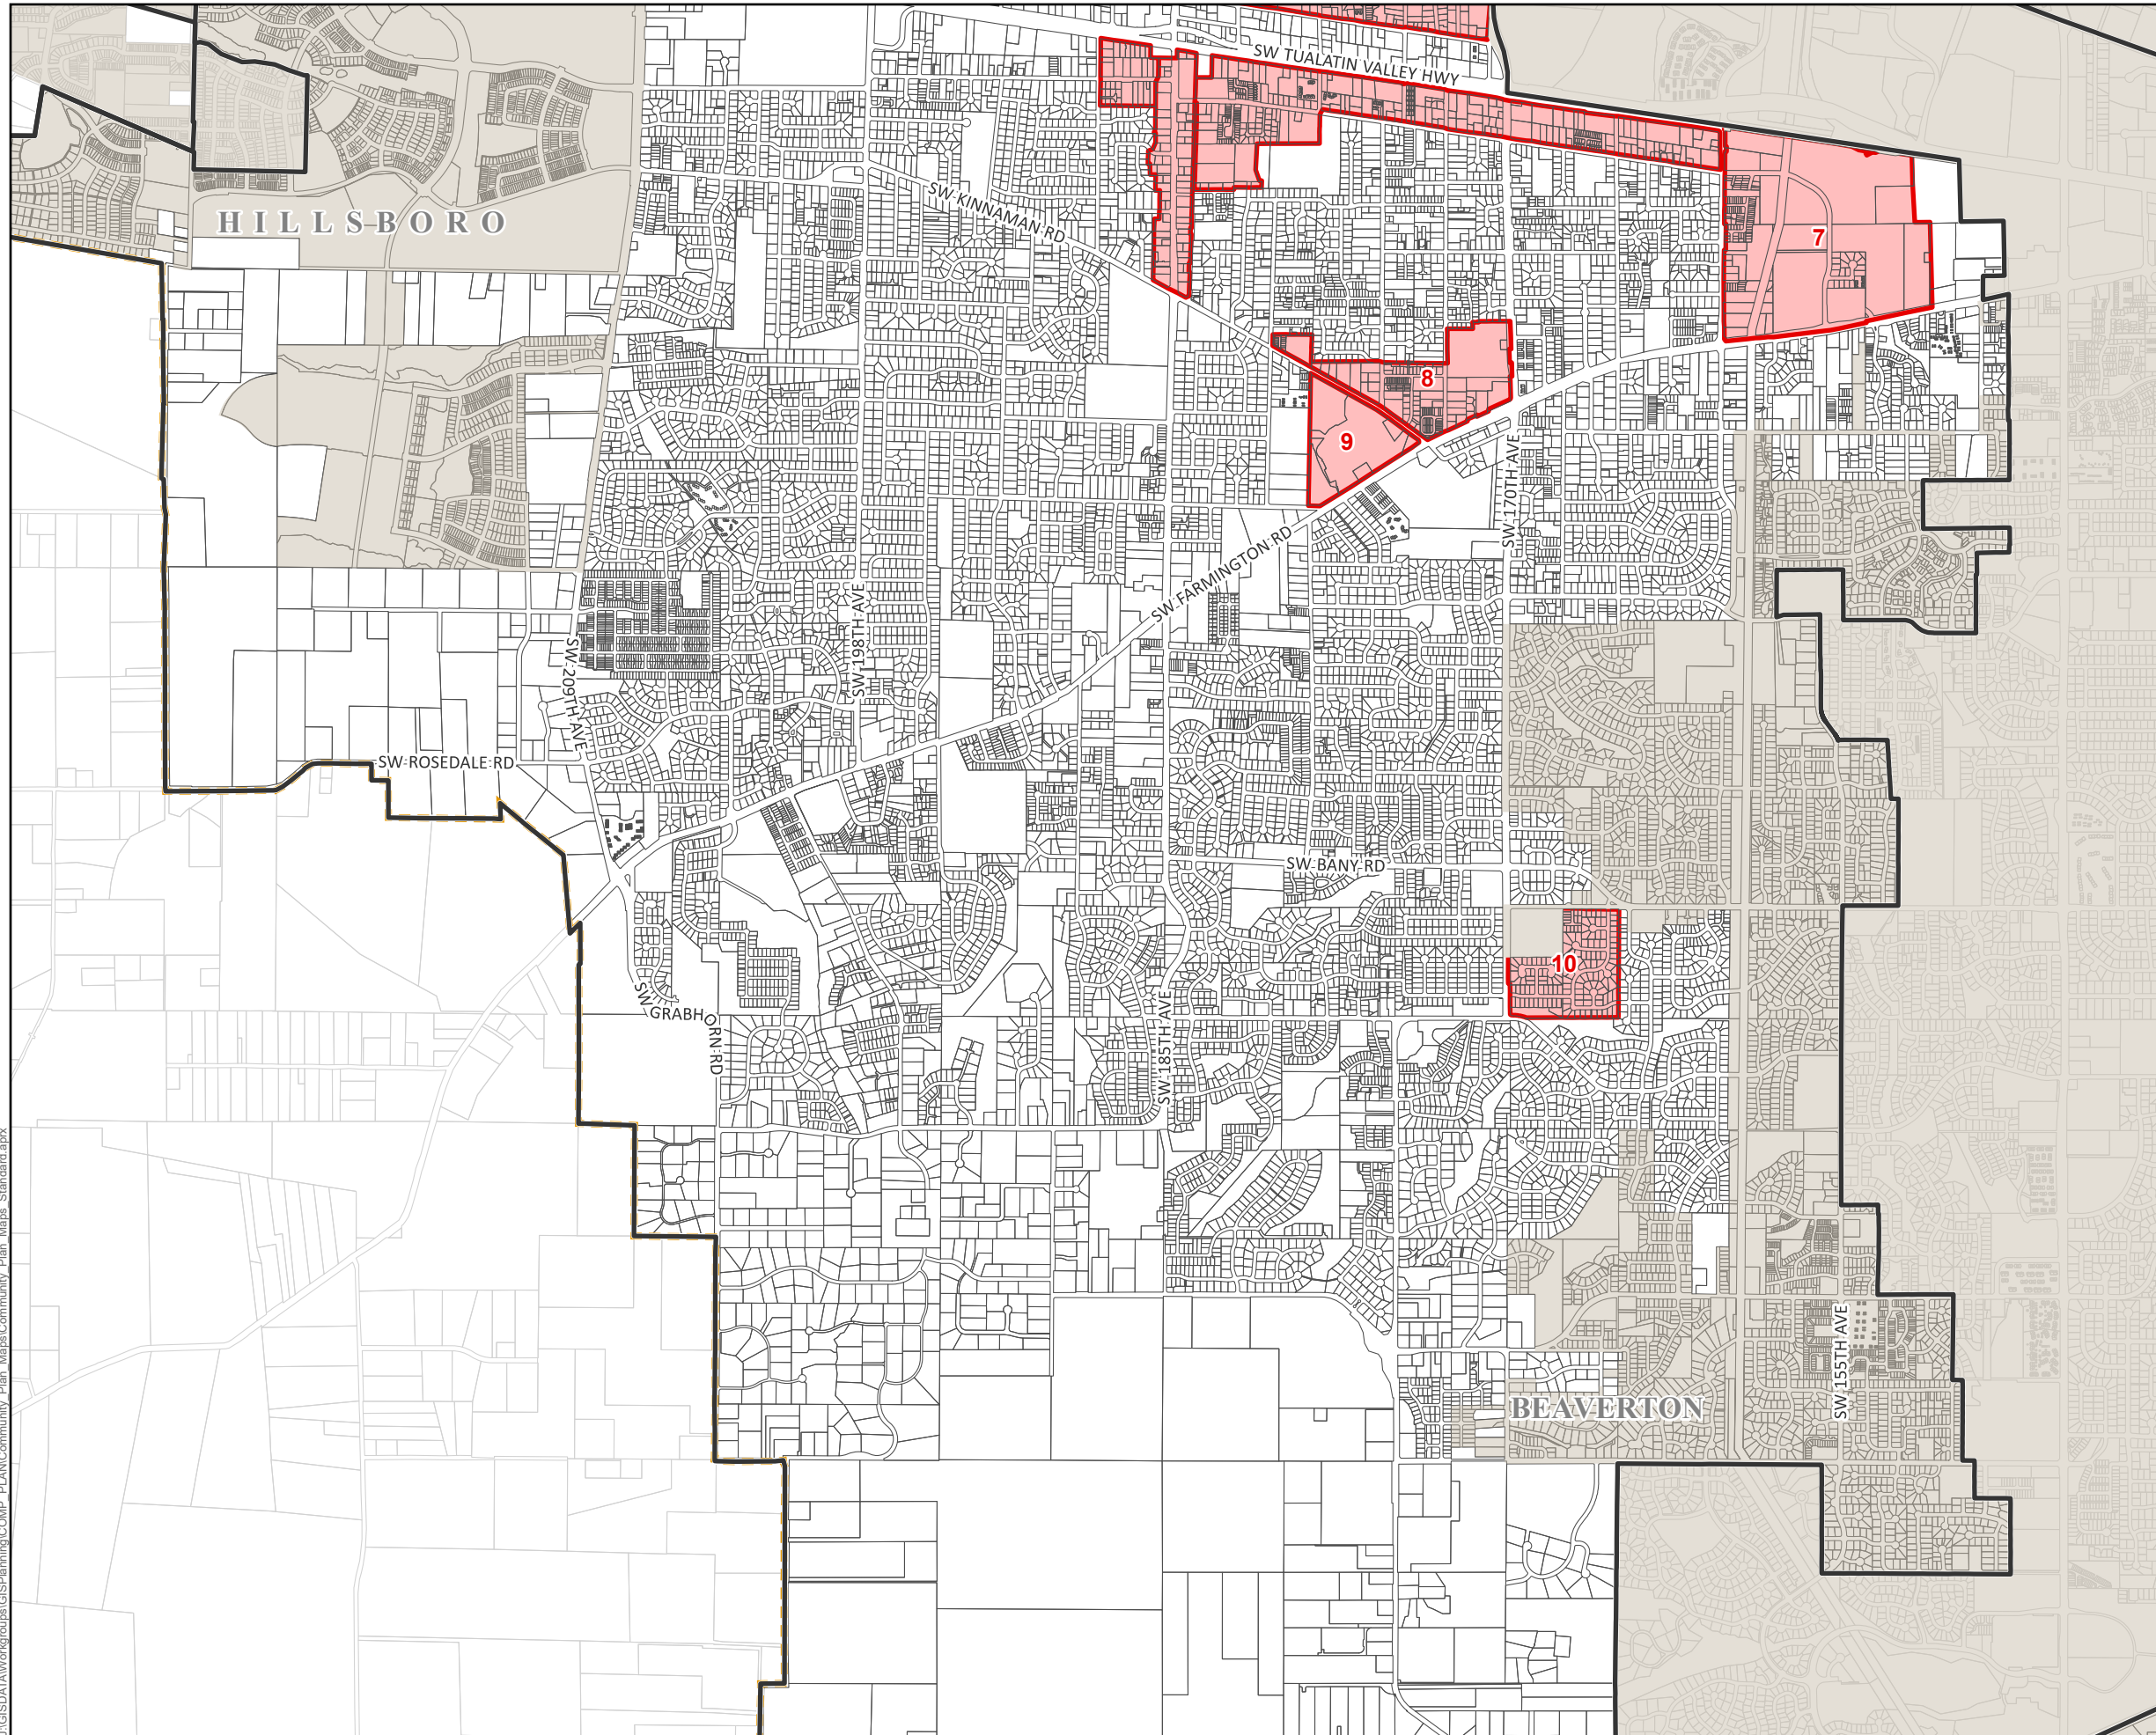 SW TUALATIN VALLEY HWY
HILLSBORO
SW KINNAMAN RD
7
8
9
SW 170TH AVE
SW FARMINGTON RD
SW 198TH AVE
SW 209TH AVE
SW ROSEDALE RD
SW BANY RD
10
SW GRABHORN RD
SW 185TH AVE
SW 155TH AVE
BEAVERTON